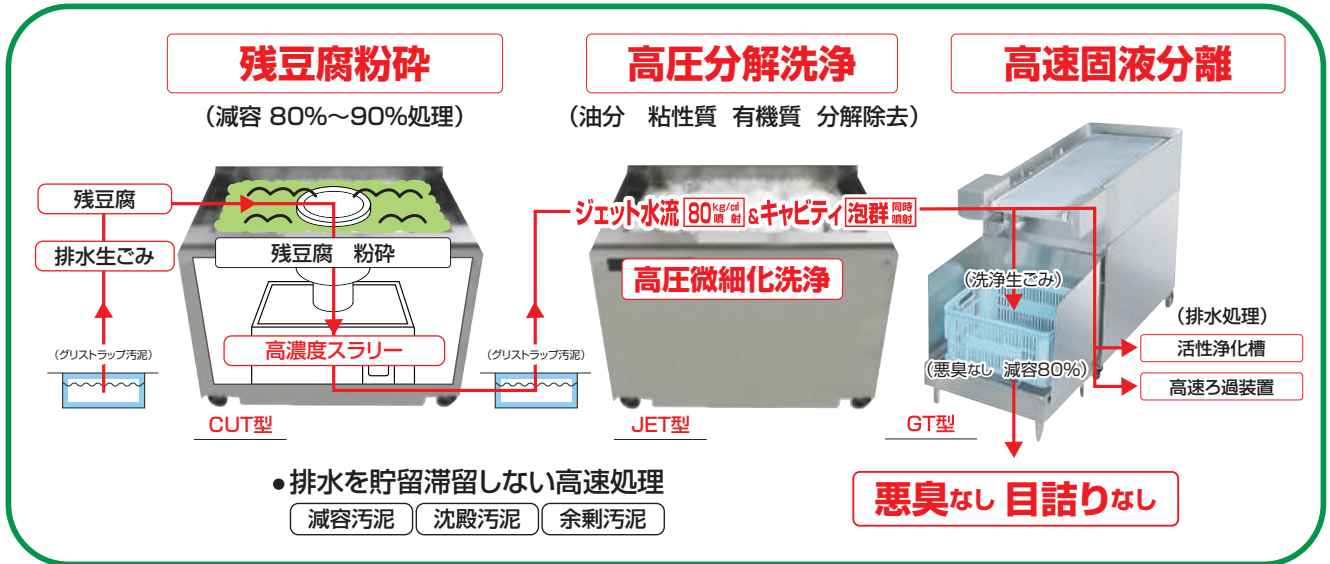 残豆腐粉砕
(減容 80%～90%処理)
残豆腐
排水生ごみ
(グリストラップ汚泥)
残豆腐 粉砕
高濃度スラリー
CUT型
高圧分解洗浄
(油分 粘性質 有機質 分解除去)
ジェット水流 80kg/c㎡噴射 &キャビティ 泡群同時噴射
高圧微細化洗浄
(グリストラップ汚泥)
JET型
高速固液分離
(洗浄生ごみ)
(悪臭なし 減容80%)
(排水処理)
活性浄化槽
高速ろ過装置
GT型
●排水を貯留滞留しない高速処理
減容汚泥 沈殿汚泥 余剰汚泥
悪臭なし 目詰りなし